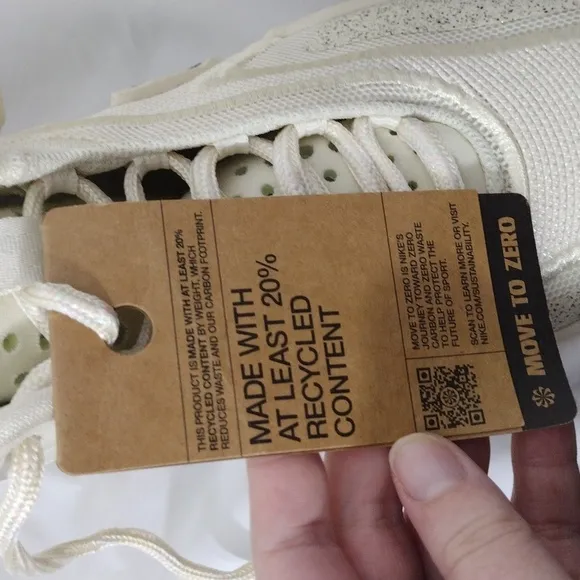 THIS PRODUCT IS MADE WITH AT LEAST 20%
RECYCLED CONTENT BY WEIGHT, WHICH
REDUCES WASTE AND OUR CARBON FOOTPRINT.
MADE WITH
AT LEAST 20%
RECYCLED
CONTENT
MOVE TO ZERO IS NIKE'S
JOURNEY TOWARD ZERO
CARBON AND ZERO WASTE
TO HELP PROTECT THE
FUTURE OF SPORT.
SCAN TO LEARN MORE OR VISIT
NIKE.COM/SUSTAINABILITY.
MOVE TO ZERO